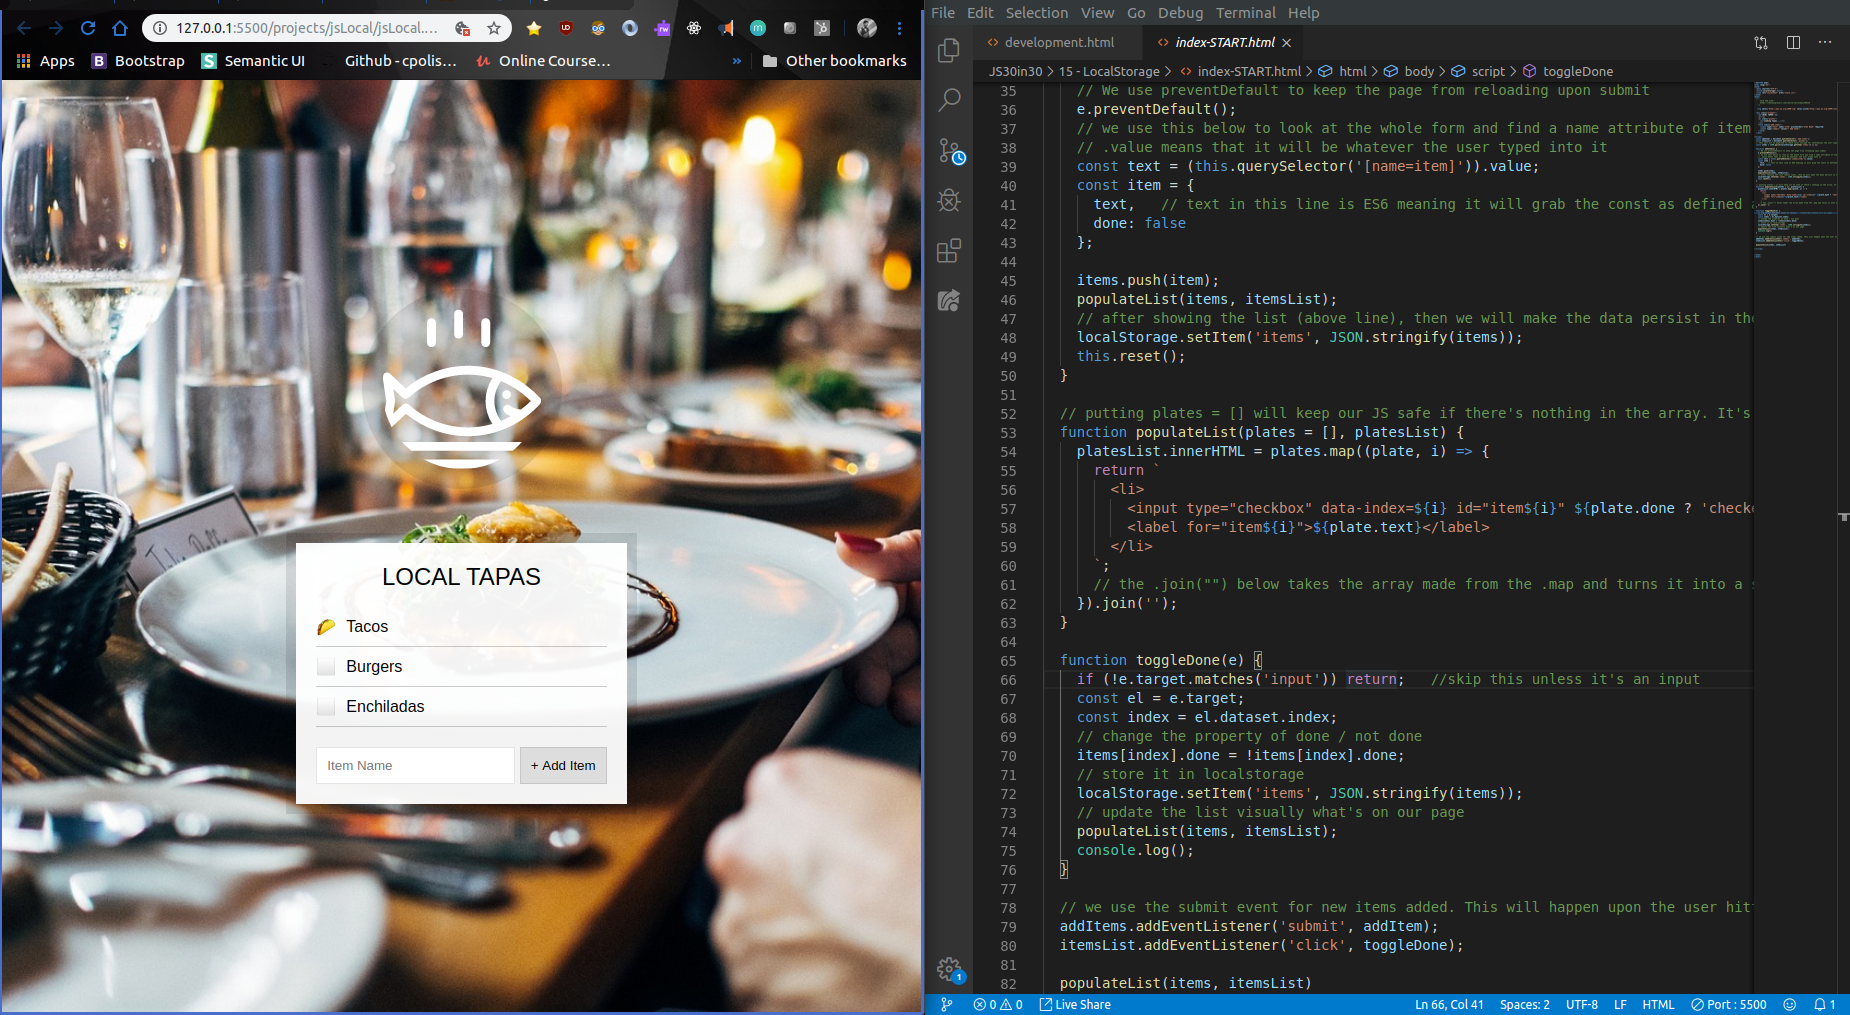 127.0.0.1:5500/projects/jsLocal/jsLocal....
Apps
Bootstrap
Semantic UI
Github - cpolis...
Online Course...
»
Other bookmarks
LOCAL TAPAS
Tacos
Burgers
Enchiladas
Item Name
+ Add Item
File Edit Selection View Go Debug Terminal Help
development.html
index-START.html
JS30in30 > 15 - LocalStorage > index-START.html > html > body > script > toggleDone
35 // We use preventDefault to keep the page from reloading upon submit
36 e.preventDefault();
37 // we use this below to look at the whole form and find a name attribute of item
38 // .value means that it will be whatever the user typed into it
39 const text = (this.querySelector('[name=item]')).value;
40 const item = {
41 text,   // text in this line is ES6 meaning it will grab the const as defined
42 done: false
43 };
44
45 items.push(item);
46 populateList(items, itemsList);
47 // after showing the list (above line), then we will make the data persist in the
48 localStorage.setItem('items', JSON.stringify(items));
49 this.reset();
50 }
51
52 // putting plates = [] will keep our JS safe if there's nothing in the array. It's
53 function populateList(plates = [], platesList) {
54 platesList.innerHTML = plates.map((plate, i) => {
55 return `
56 <li>
57 <input type="checkbox" data-index=${i} id="item${i}" ${plate.done ? 'check
58 <label for="item${i}">${plate.text}</label>
59 </li>
60 `;
61 // the .join("") below takes the array made from the .map and turns it into a s
62 }).join('');
63 }
64
65 function toggleDone(e) {
66 if (!e.target.matches('input')) return;   //skip this unless it's an input
67 const el = e.target;
68 const index = el.dataset.index;
69 // change the property of done / not done
70 items[index].done = !items[index].done;
71 // store it in localstorage
72 localStorage.setItem('items', JSON.stringify(items));
73 // update the list visually what's on our page
74 populateList(items, itemsList);
75 console.log();
76 }
77
78 // we use the submit event for new items added. This will happen upon the user hit
79 addItems.addEventListener('submit', addItem);
80 itemsList.addEventListener('click', toggleDone);
81
82 populateList(items, itemsList)
1
0 0 Live Share Ln 66, Col 41 Spaces: 2 UTF-8 LF HTML Port : 5500 1